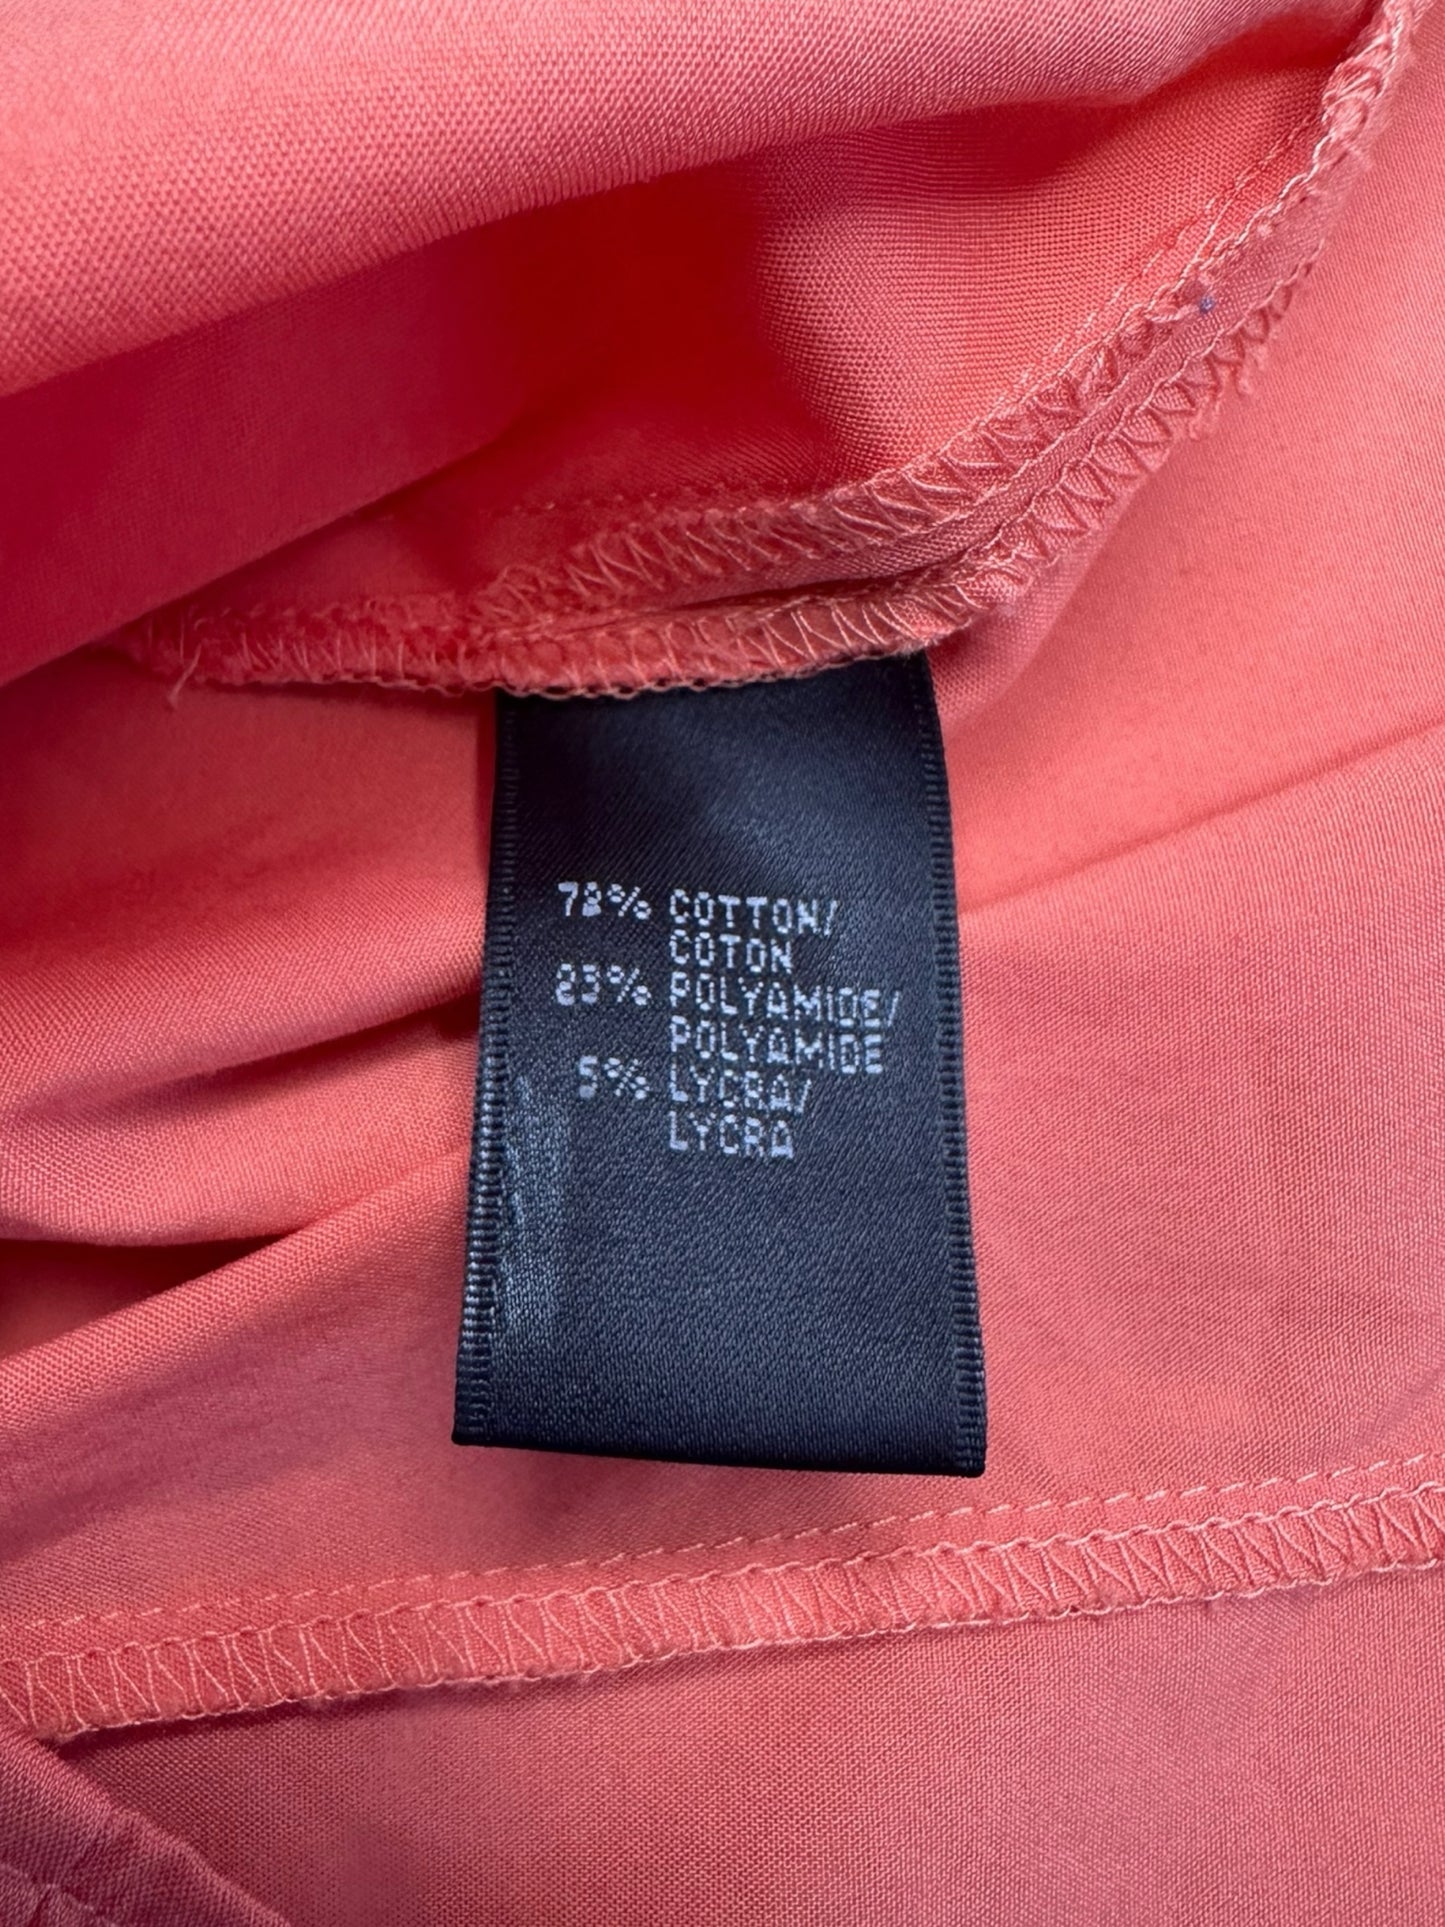 72% COTTON/
COTON
23% POLYAMIDE/
POLYAMIDE
5% LYCRA/
LYCRA